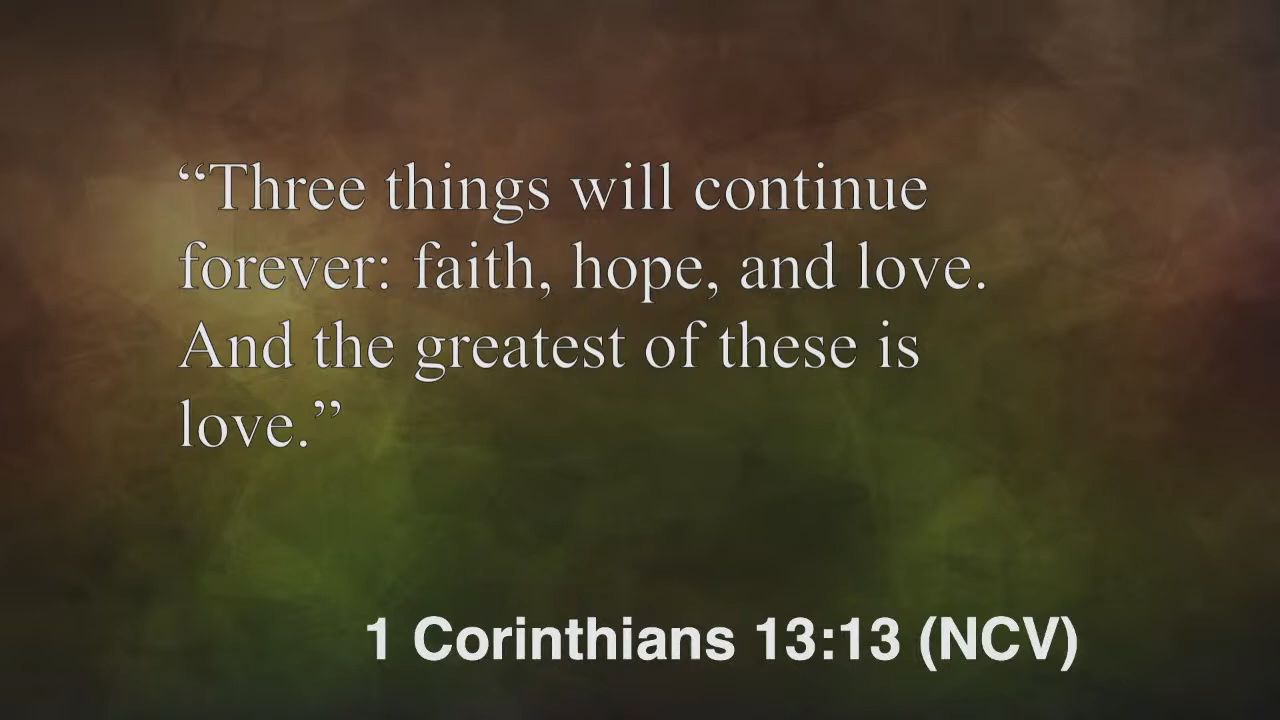 “Three things will continue
forever: faith, hope, and love.
And the greatest of these is
love.”
1 Corinthians 13:13 (NCV)